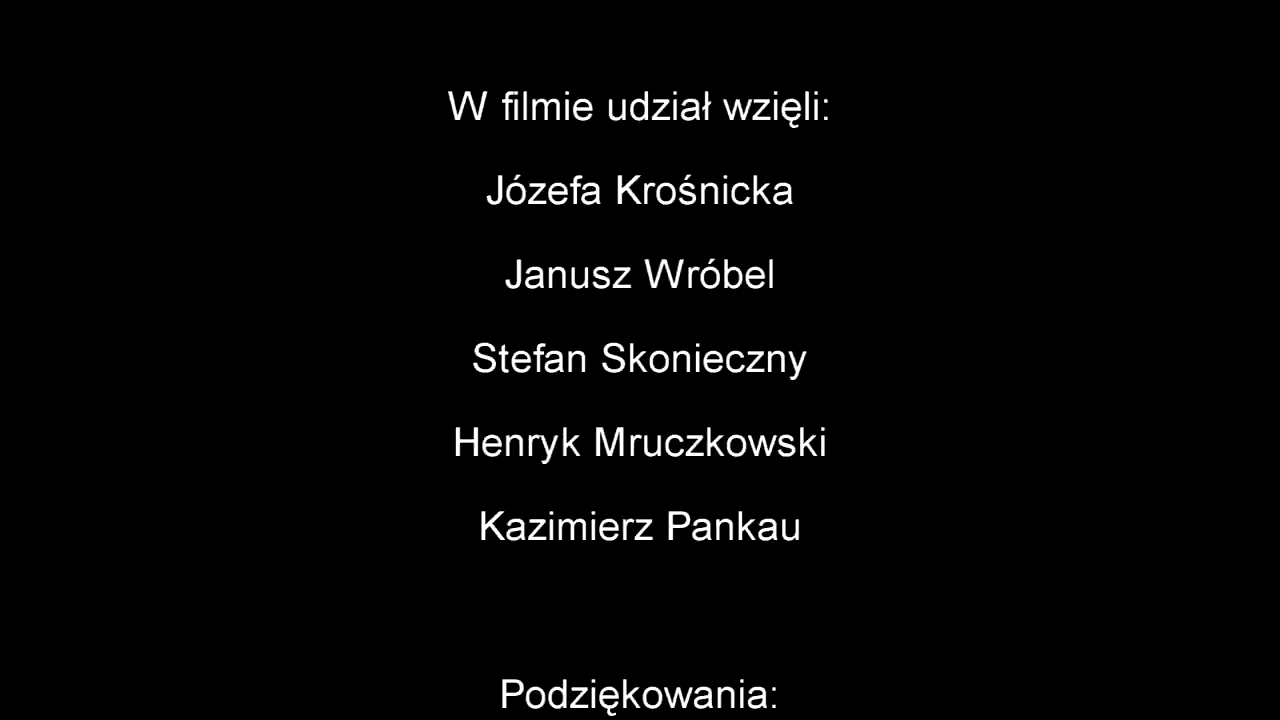 W filmie udział wzięli:
Józefa Krośnicka
Janusz Wróbel
Stefan Skonieczny
Henryk Mruczkowski
Kazimierz Pankau
Podziękowania: